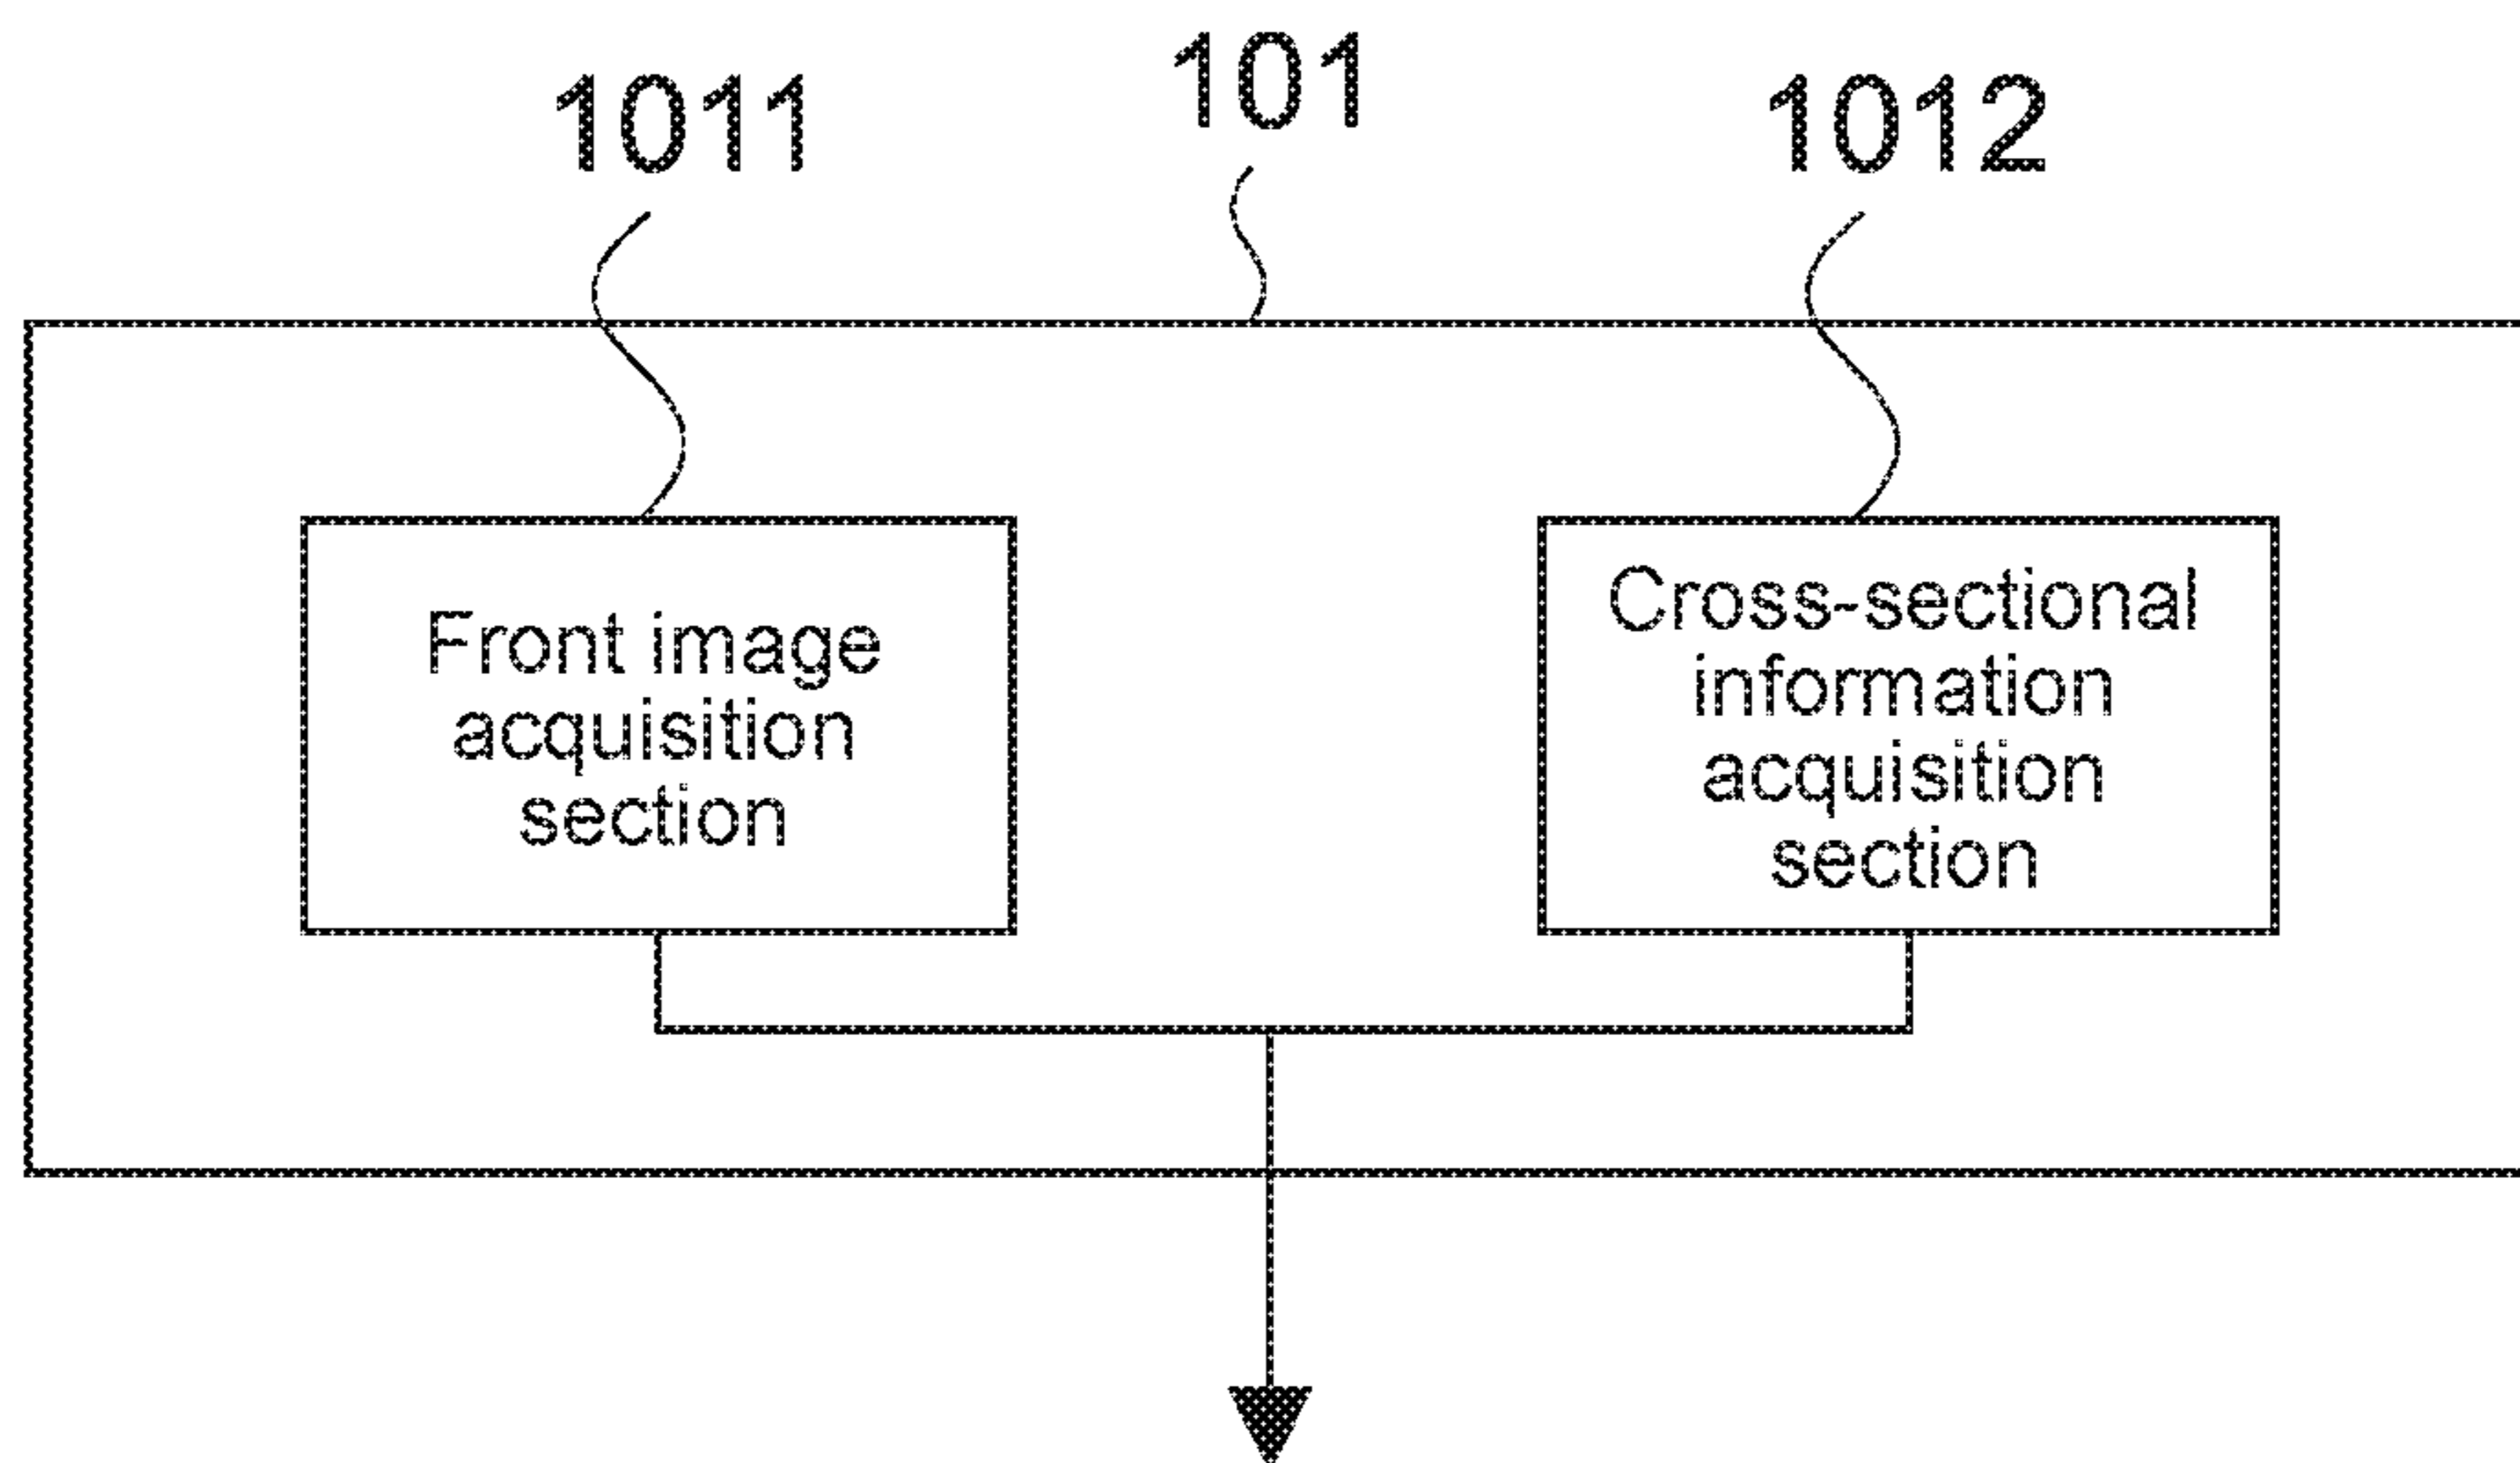 101
1011
1012
Front image
acquisition
section
Cross-sectional
information
acquisition
section